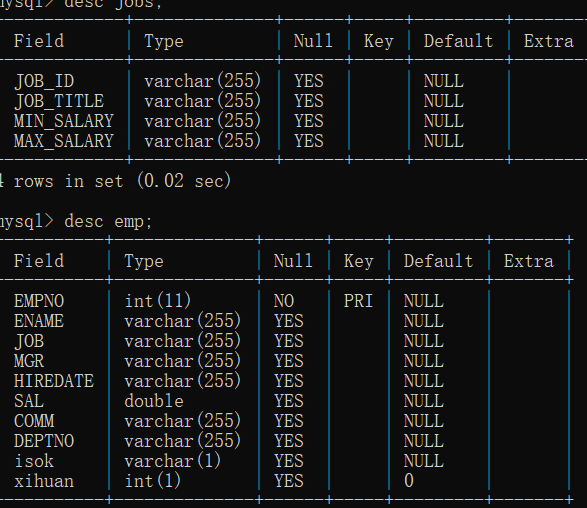 mysql> desc jobs;
Field | Type | Null | Key | Default | Extra
JOB_ID | varchar(255) | YES | | NULL |
JOB_TITLE | varchar(255) | YES | | NULL |
MIN_SALARY | varchar(255) | YES | | NULL |
MAX_SALARY | varchar(255) | YES | | NULL |
4 rows in set (0.02 sec)
mysql> desc emp;
Field | Type | Null | Key | Default | Extra
EMPNO | int(11) | NO | PRI | NULL |
ENAME | varchar(255) | YES | | NULL |
JOB | varchar(255) | YES | | NULL |
MGR | varchar(255) | YES | | NULL |
HIREDATE | varchar(255) | YES | | NULL |
SAL | double | YES | | NULL |
COMM | varchar(255) | YES | | NULL |
DEPTNO | varchar(255) | YES | | NULL |
isok | varchar(1) | YES | | NULL |
xihuan | int(1) | YES | | 0 |